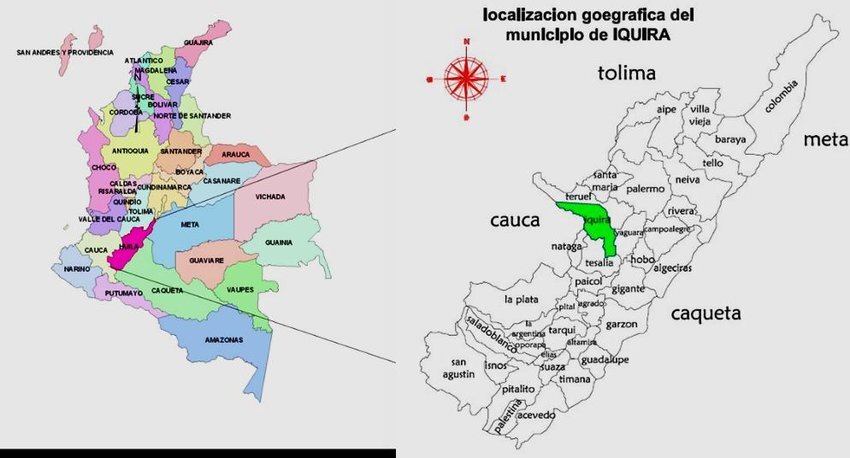 SAN ANDRES Y PROVIDENCIA
GUAJIRA
ATLANTICO
MAGDALENA
N
CESAR
SUCRE
BOLIVAR
CORDOBA
NORTE DE SANTANDER
ANTIOQUIA
SANTANDER
ARAUCA
BOYACA
CHOCO
CASANARE
CALDAS
CUNDINAMARCA
RISARALDA
VICHADA
QUINDIO
TOLIMA
VALLE DEL CAUCA
META
CAUCA
HUILA
GUAINIA
GUAVIARE
NARINO
CAQUETA
VAUPES
PUTUMAYO
AMAZONAS
localizacion goegrafica del
municipio de IQUIRA
N
E
S
tolima
colombia
aipe
villa
vieja
baraya
meta
tello
santa
maria
palermo
neiva
teruel
cauca
iquira
rivera
yaguara
campoalegre
nataga
tesalia
hobo
algeciras
paicol
gigante
la plata
pital
agrado
caqueta
saladoblanco
la
argentina
oporapa
tarqui
garzon
altamira
elias
guadalupe
san
agustin
isnos
suaza
timana
pitalito
palestina
acevedo